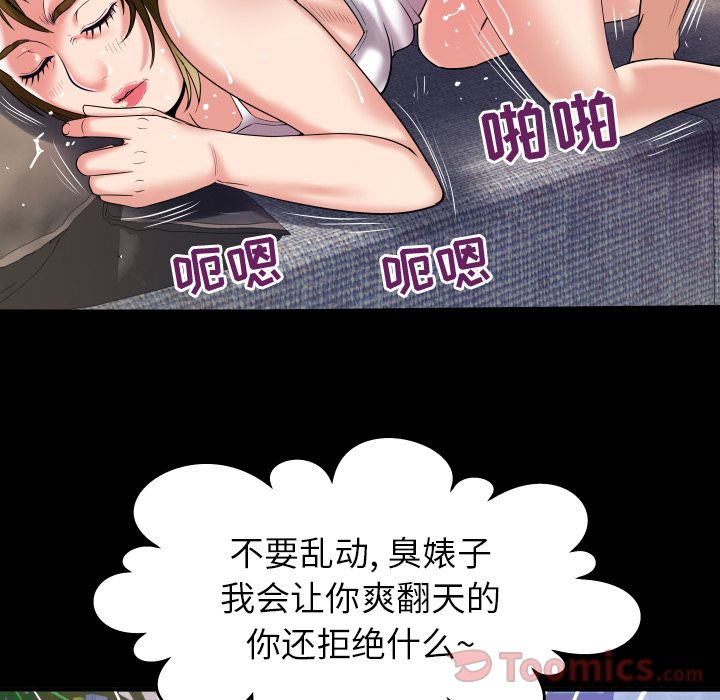 啪啪
呃嗯
呃嗯
不要乱动, 臭婊子
我会让你爽翻天的
你还拒绝什么~
Toomics.com